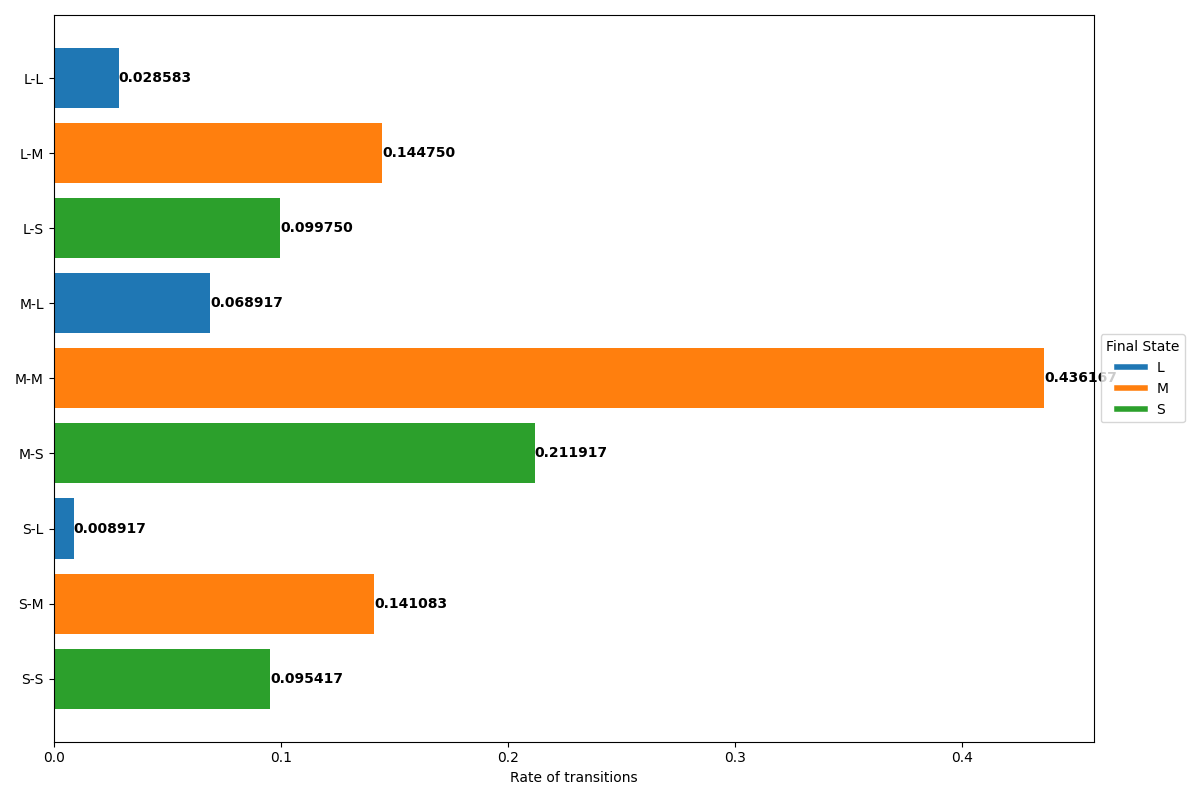 L-L
0.028583
L-M
0.144750
L-S
0.099750
M-L
0.068917
M-M
0.436167
M-S
0.211917
S-L
0.008917
S-M
0.141083
S-S
0.095417
0.0
0.1
0.2
0.3
0.4
Rate of transitions
Final State
L
M
S